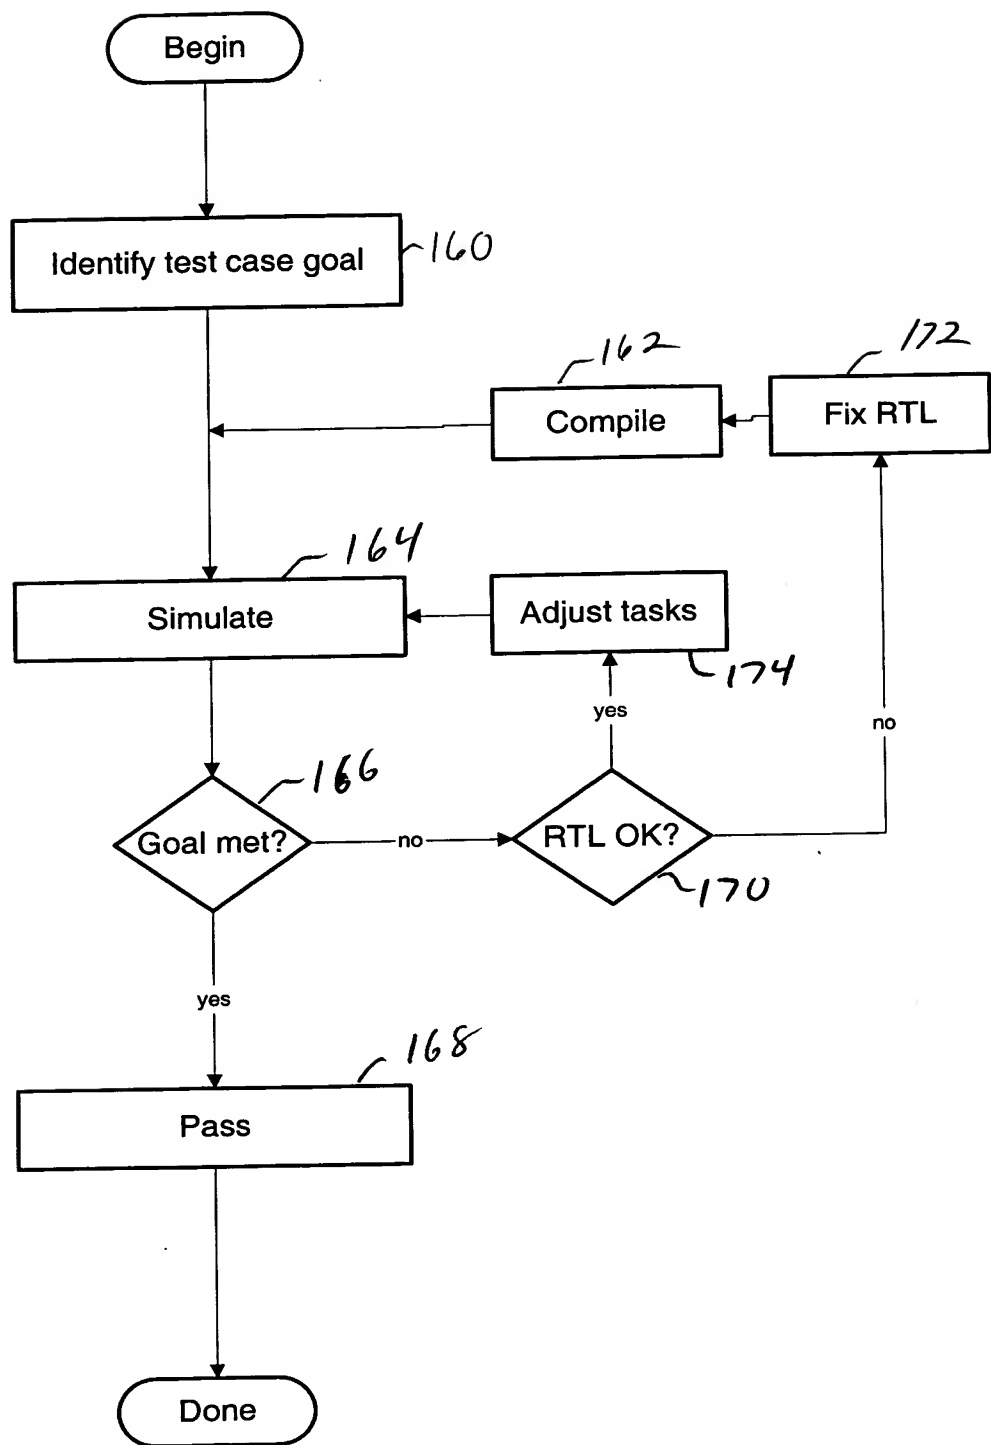 Begin
Identify test case goal
160
162
172
Compile
Fix RTL
164
Simulate
Adjust tasks
174
yes
no
166
Goal met?
no
RTL OK?
170
yes
168
Pass
Done